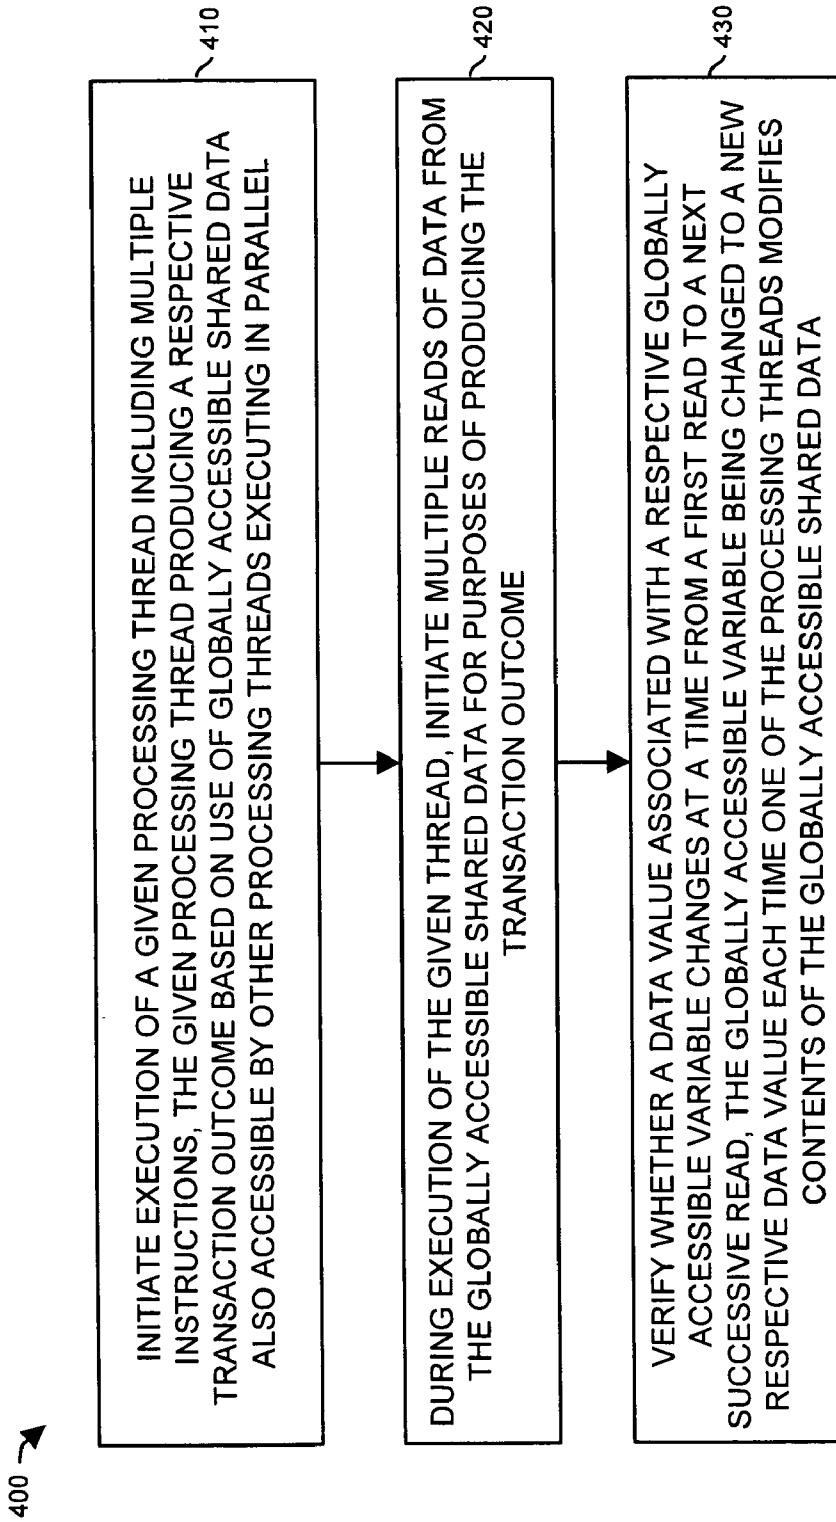 400
INITIATE EXECUTION OF A GIVEN PROCESSING THREAD INCLUDING MULTIPLE
INSTRUCTIONS, THE GIVEN PROCESSING THREAD PRODUCING A RESPECTIVE
TRANSACTION OUTCOME BASED ON USE OF GLOBALLY ACCESSIBLE SHARED DATA
ALSO ACCESSIBLE BY OTHER PROCESSING THREADS EXECUTING IN PARALLEL
410
DURING EXECUTION OF THE GIVEN THREAD, INITIATE MULTIPLE READS OF DATA FROM
THE GLOBALLY ACCESSIBLE SHARED DATA FOR PURPOSES OF PRODUCING THE
TRANSACTION OUTCOME
420
VERIFY WHETHER A DATA VALUE ASSOCIATED WITH A RESPECTIVE GLOBALLY
ACCESSIBLE VARIABLE CHANGES AT A TIME FROM A FIRST READ TO A NEXT
SUCCESSIVE READ, THE GLOBALLY ACCESSIBLE VARIABLE BEING CHANGED TO A NEW
RESPECTIVE DATA VALUE EACH TIME ONE OF THE PROCESSING THREADS MODIFIES
CONTENTS OF THE GLOBALLY ACCESSIBLE SHARED DATA
430